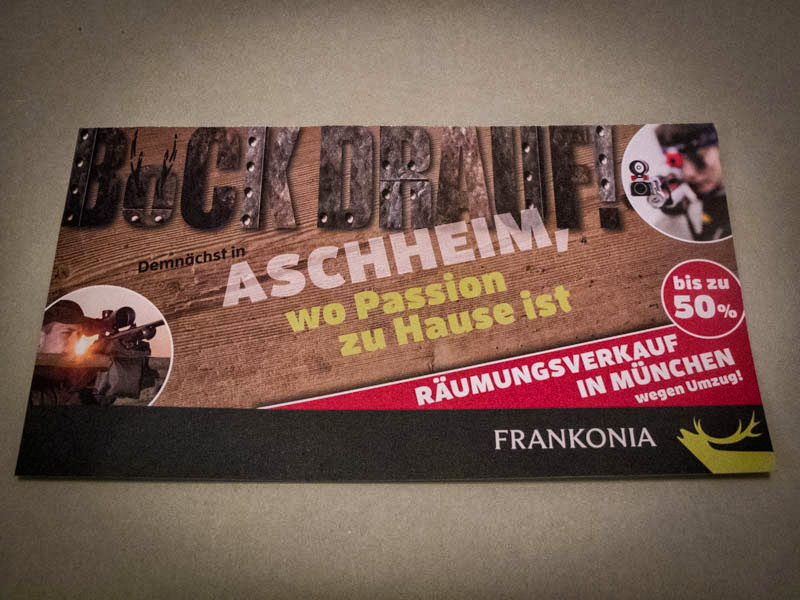 BOCK DRAUF!
Demnächst in
ASCHHEIM,
wo Passion
zu Hause ist
bis zu
50%
RÄUMUNGSVERKAUF
IN MÜNCHEN
wegen Umzug!
FRANKONIA